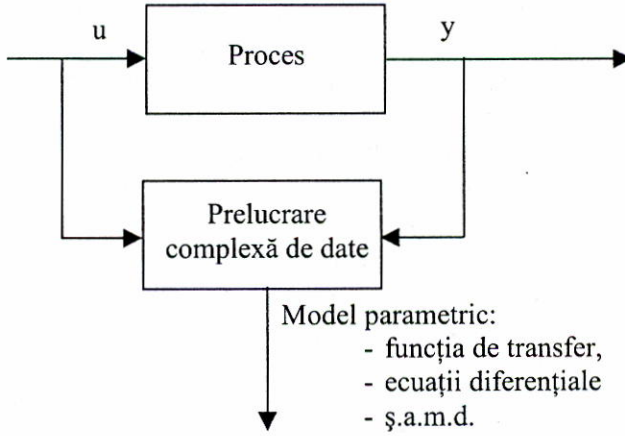 u
Proces
y
Prelucrare
complexă de date
Model parametric:
- funcția de transfer,
- ecuații diferențiale
- ș.a.m.d.